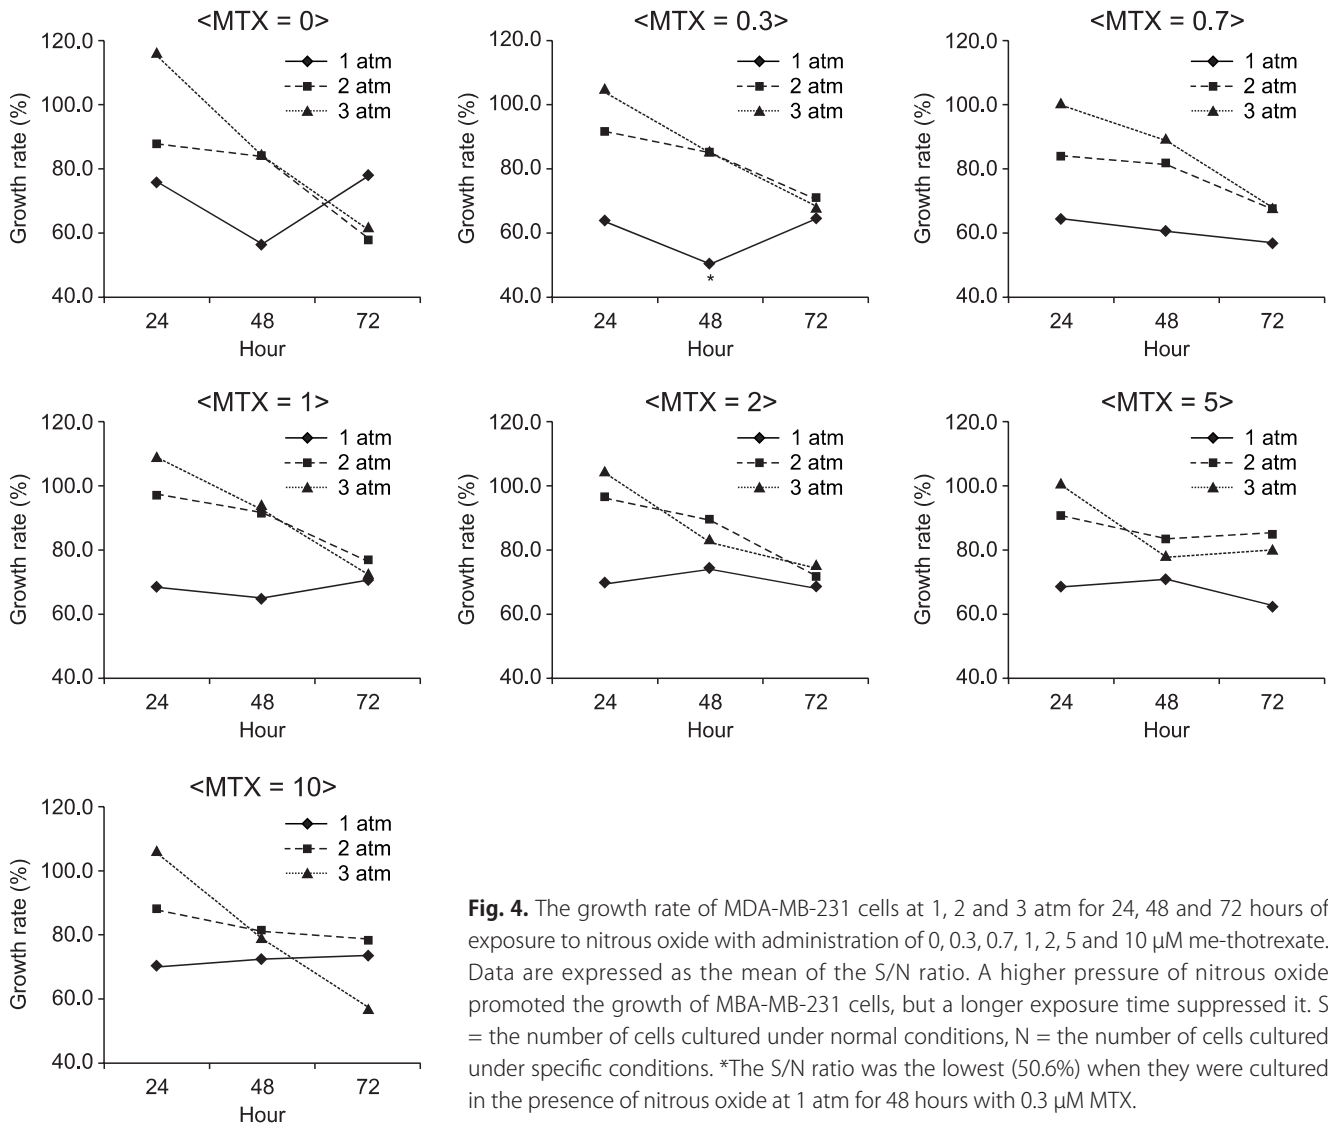 <MTX = 0>
120.0
100.0
80.0
60.0
40.0
Growth rate (%)
1 atm
2 atm
3 atm
24 48 72
Hour
<MTX = 0.3>
120.0
100.0
80.0
60.0
40.0
Growth rate (%)
1 atm
2 atm
3 atm
*
24 48 72
Hour
<MTX = 0.7>
120.0
100.0
80.0
60.0
40.0
Growth rate (%)
1 atm
2 atm
3 atm
24 48 72
Hour
<MTX = 1>
120.0
100.0
80.0
60.0
40.0
Growth rate (%)
1 atm
2 atm
3 atm
24 48 72
Hour
<MTX = 2>
120.0
100.0
80.0
60.0
40.0
Growth rate (%)
1 atm
2 atm
3 atm
24 48 72
Hour
<MTX = 5>
120.0
100.0
80.0
60.0
40.0
Growth rate (%)
1 atm
2 atm
3 atm
24 48 72
Hour
<MTX = 10>
120.0
100.0
80.0
60.0
40.0
Growth rate (%)
1 atm
2 atm
3 atm
24 48 72
Hour
Fig. 4. The growth rate of MDA-MB-231 cells at 1, 2 and 3 atm for 24, 48 and 72 hours of
exposure to nitrous oxide with administration of 0, 0.3, 0.7, 1, 2, 5 and 10 μM me-thotrexate.
Data are expressed as the mean of the S/N ratio. A higher pressure of nitrous oxide
promoted the growth of MBA-MB-231 cells, but a longer exposure time suppressed it. S
= the number of cells cultured under normal conditions, N = the number of cells cultured
under specific conditions. *The S/N ratio was the lowest (50.6%) when they were cultured
in the presence of nitrous oxide at 1 atm for 48 hours with 0.3 μM MTX.